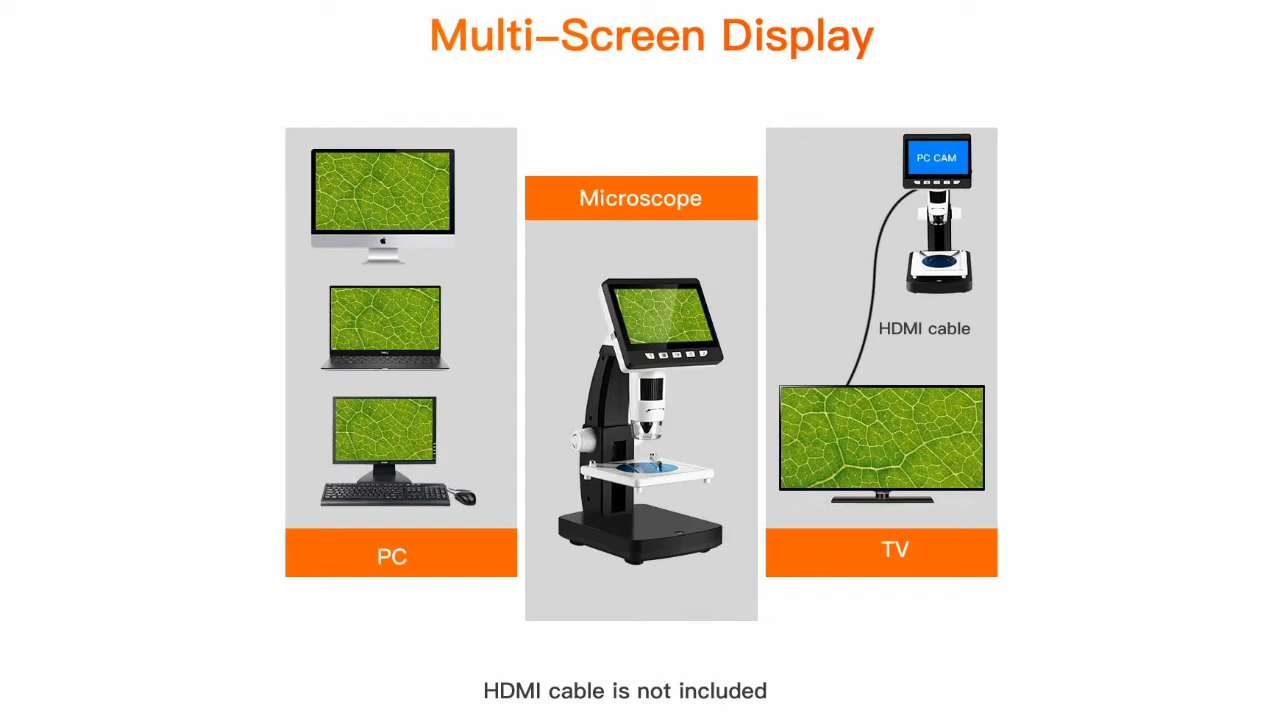 Multi-Screen Display
Microscope
PC CAM
HDMI cable
PC
TV
HDMI cable is not included